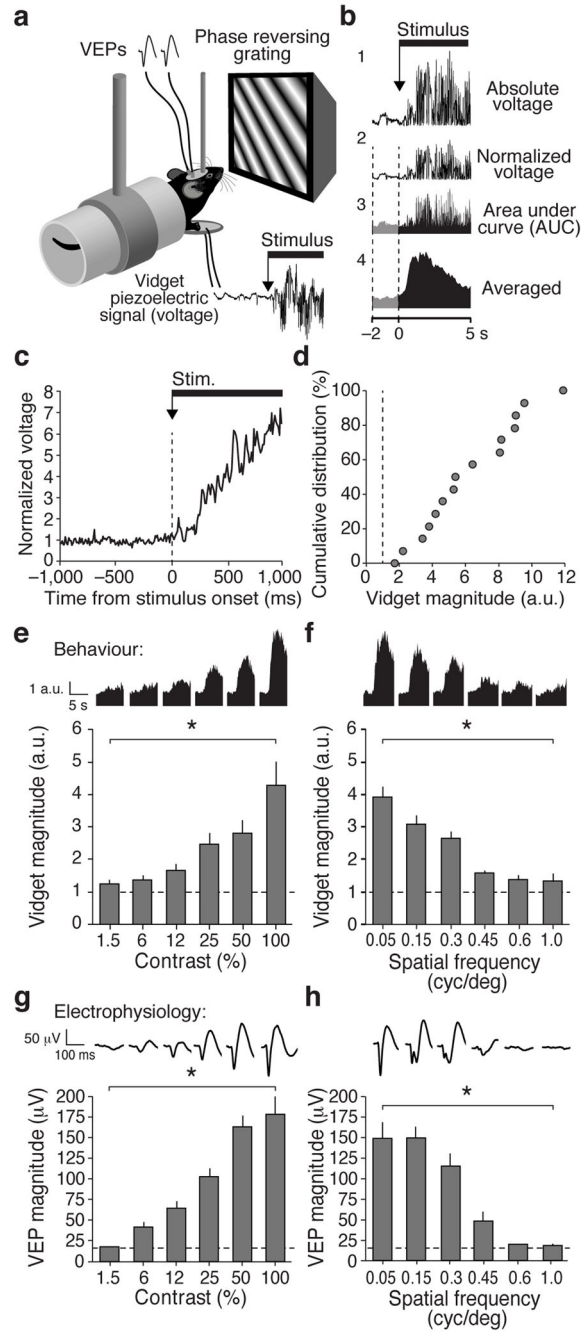 a
VEPs
Phase reversing
grating
Stimulus
Vidget
piezoelectric
signal (voltage)
b
Stimulus
1
Absolute
voltage
2
Normalized
voltage
3
Area under
curve (AUC)
4
Averaged
−2 0 5 s
c
Stim.
Normalized voltage
8
7
6
5
4
3
2
1
0
−1,000 −500 0 500 1,000
Time from stimulus onset (ms)
d
Cumulative distribution (%)
100
80
60
40
20
0
0 2 4 6 8 10 12
Vidget magnitude (a.u.)
e
Behaviour:
1 a.u.
5 s
*
Vidget magnitude (a.u.)
6
5
4
3
2
1
0
1.5 6 12 25 50 100
Contrast (%)
f
*
Vidget magnitude (a.u.)
6
5
4
3
2
1
0
0.05 0.15 0.3 0.45 0.6 1.0
Spatial frequency
(cyc/deg)
g
Electrophysiology:
50 μV
100 ms
*
VEP magnitude (μV)
200
175
150
125
100
75
50
25
0
1.5 6 12 25 50 100
Contrast (%)
h
*
VEP magnitude (μV)
200
175
150
125
100
75
50
25
0
0.05 0.15 0.3 0.45 0.6 1.0
Spatial frequency
(cyc/deg)